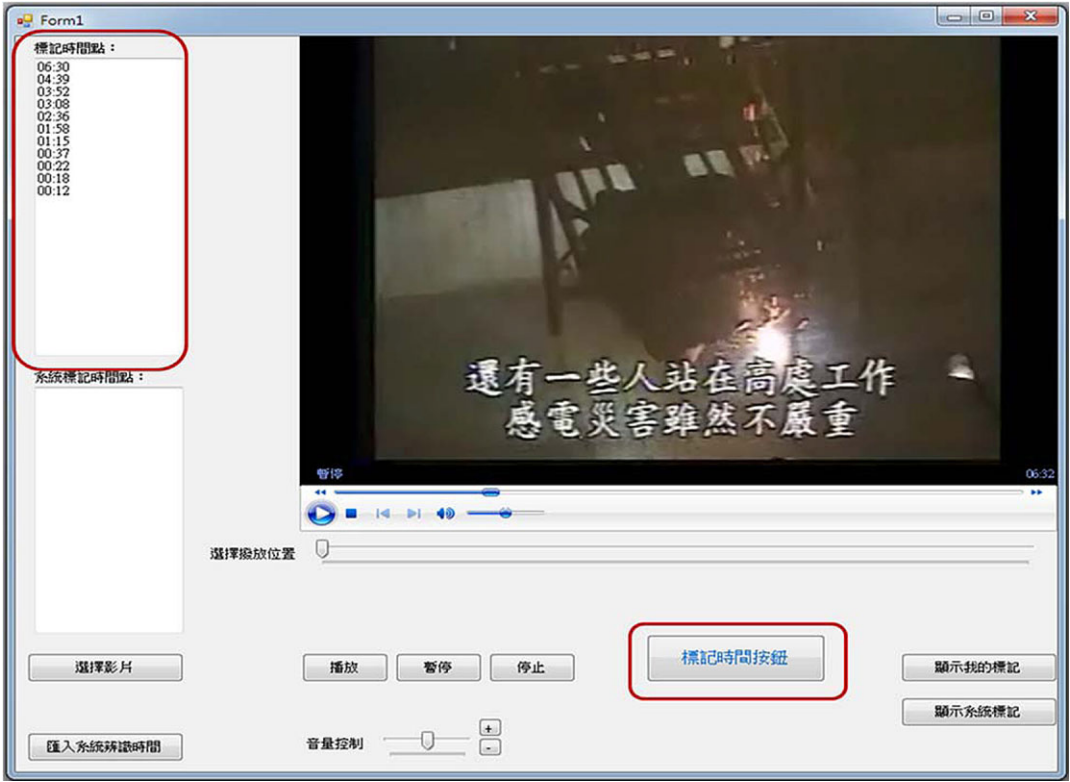 Form1
標記時間點：
06:30
04:39
03:52
03:08
02:36
01:58
01:15
00:37
00:22
00:18
00:12
系統標記時間點：
還有一些人站在高處工作
感電災害雖然不嚴重
暫停
06:32
選擇撥放位置
選擇影片
播放
暫停
停止
標記時間按鈕
顯示我的標記
顯示系統標記
匯入系統辨識時間
音量控制
+
-